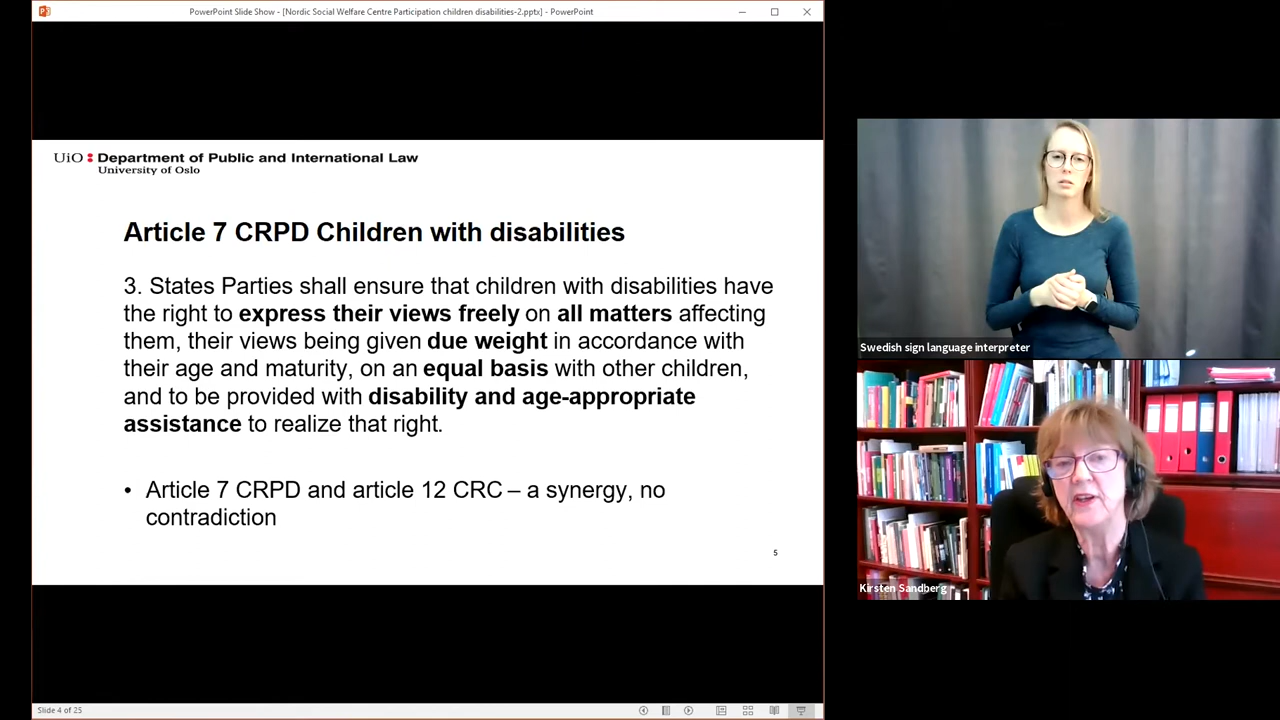 PowerPoint Slide Show - [Nordic Social Welfare Centre Participation children disabilities-2.pptx] - PowerPoint
UiO Department of Public and International Law
University of Oslo
Article 7 CRPD Children with disabilities
3. States Parties shall ensure that children with disabilities have
the right to express their views freely on all matters affecting
them, their views being given due weight in accordance with
their age and maturity, on an equal basis with other children,
and to be provided with disability and age-appropriate
assistance to realize that right.
• Article 7 CRPD and article 12 CRC – a synergy, no
contradiction
5
Slide 4 of 25
Swedish sign language interpreter
Kirsten Sandberg